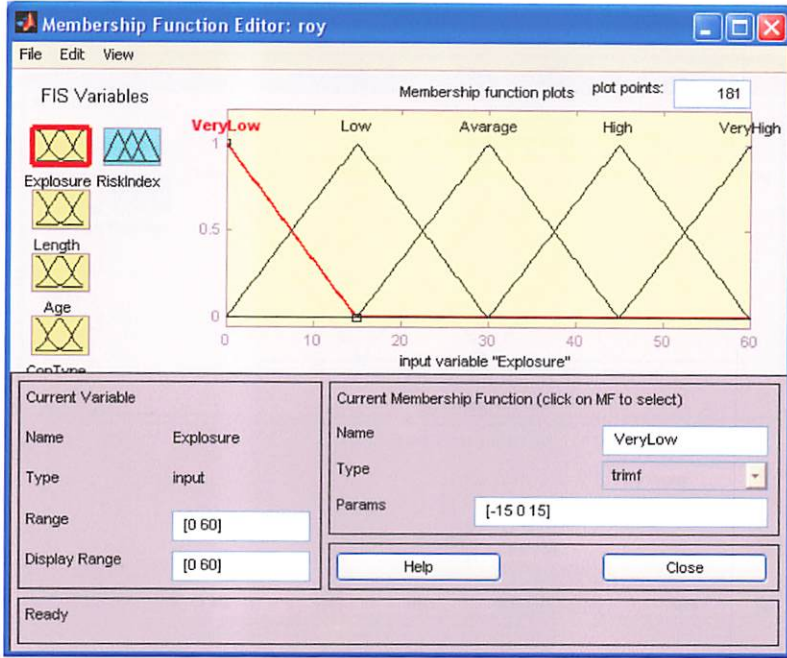 Membership Function Editor: roy
File Edit View
FIS Variables
Membership function plots plot points: 181
VeryLow Low Avarage High VeryHigh
Explosure RiskIndex
Length
Age
ConType
1
0.5
0
0 10 20 30 40 50 60
input variable "Explosure"
Current Variable
Name Explosure
Type input
Range [0 60]
Display Range [0 60]
Current Membership Function (click on MF to select)
Name VeryLow
Type trimf
Params [-15 0 15]
Help Close
Ready